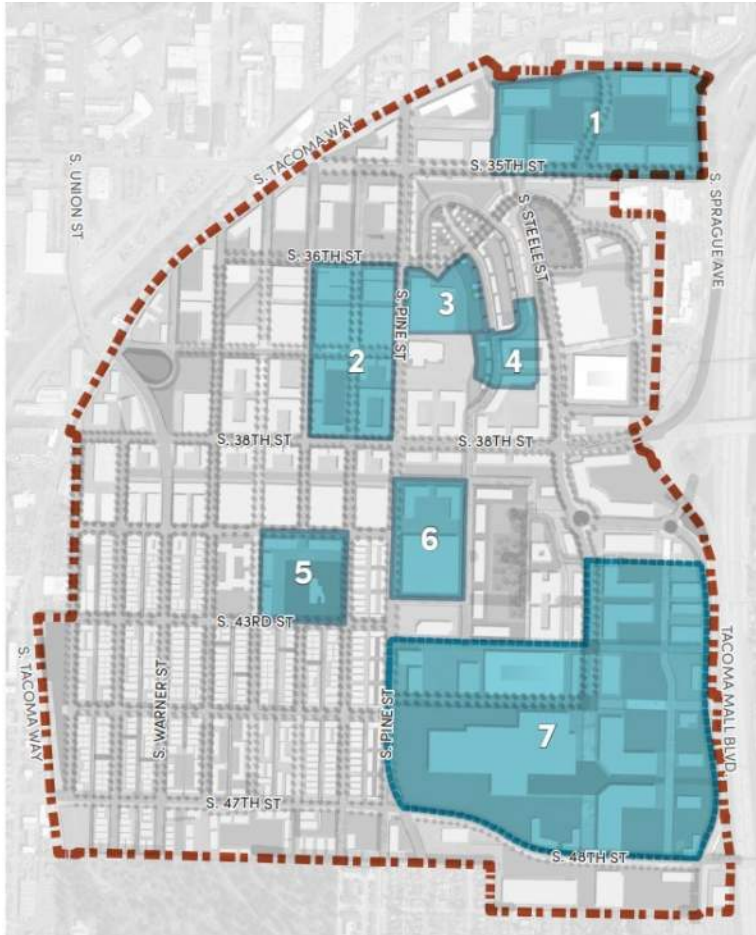 1
S. TACOMA WAY
S. 35TH ST
S. UNION ST
S. SPRAGUE AVE
S. STEELE ST
S. 36TH ST
S. PINE ST
3
2
4
S. 38TH ST
S. 38TH ST
6
5
S. 43RD ST
S. TACOMA WAY
S. WARNER ST
S. PINE ST
TACOMA MALL BLVD
7
S. 47TH ST
S. 48TH ST